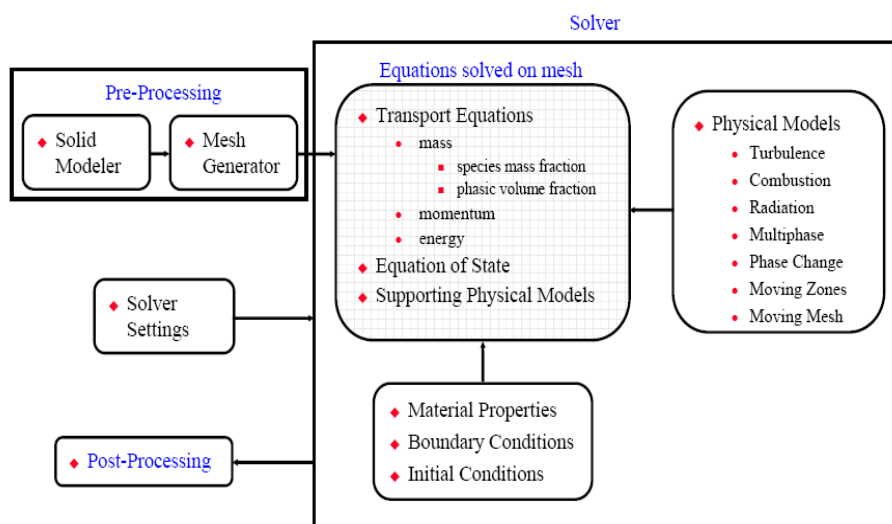 Solver
Pre-Processing
Solid
Modeler
Mesh
Generator
Equations solved on mesh
Transport Equations
mass
species mass fraction
phasic volume fraction
momentum
energy
Equation of State
Supporting Physical Models
Physical Models
Turbulence
Combustion
Radiation
Multiphase
Phase Change
Moving Zones
Moving Mesh
Solver
Settings
Material Properties
Boundary Conditions
Initial Conditions
Post-Processing